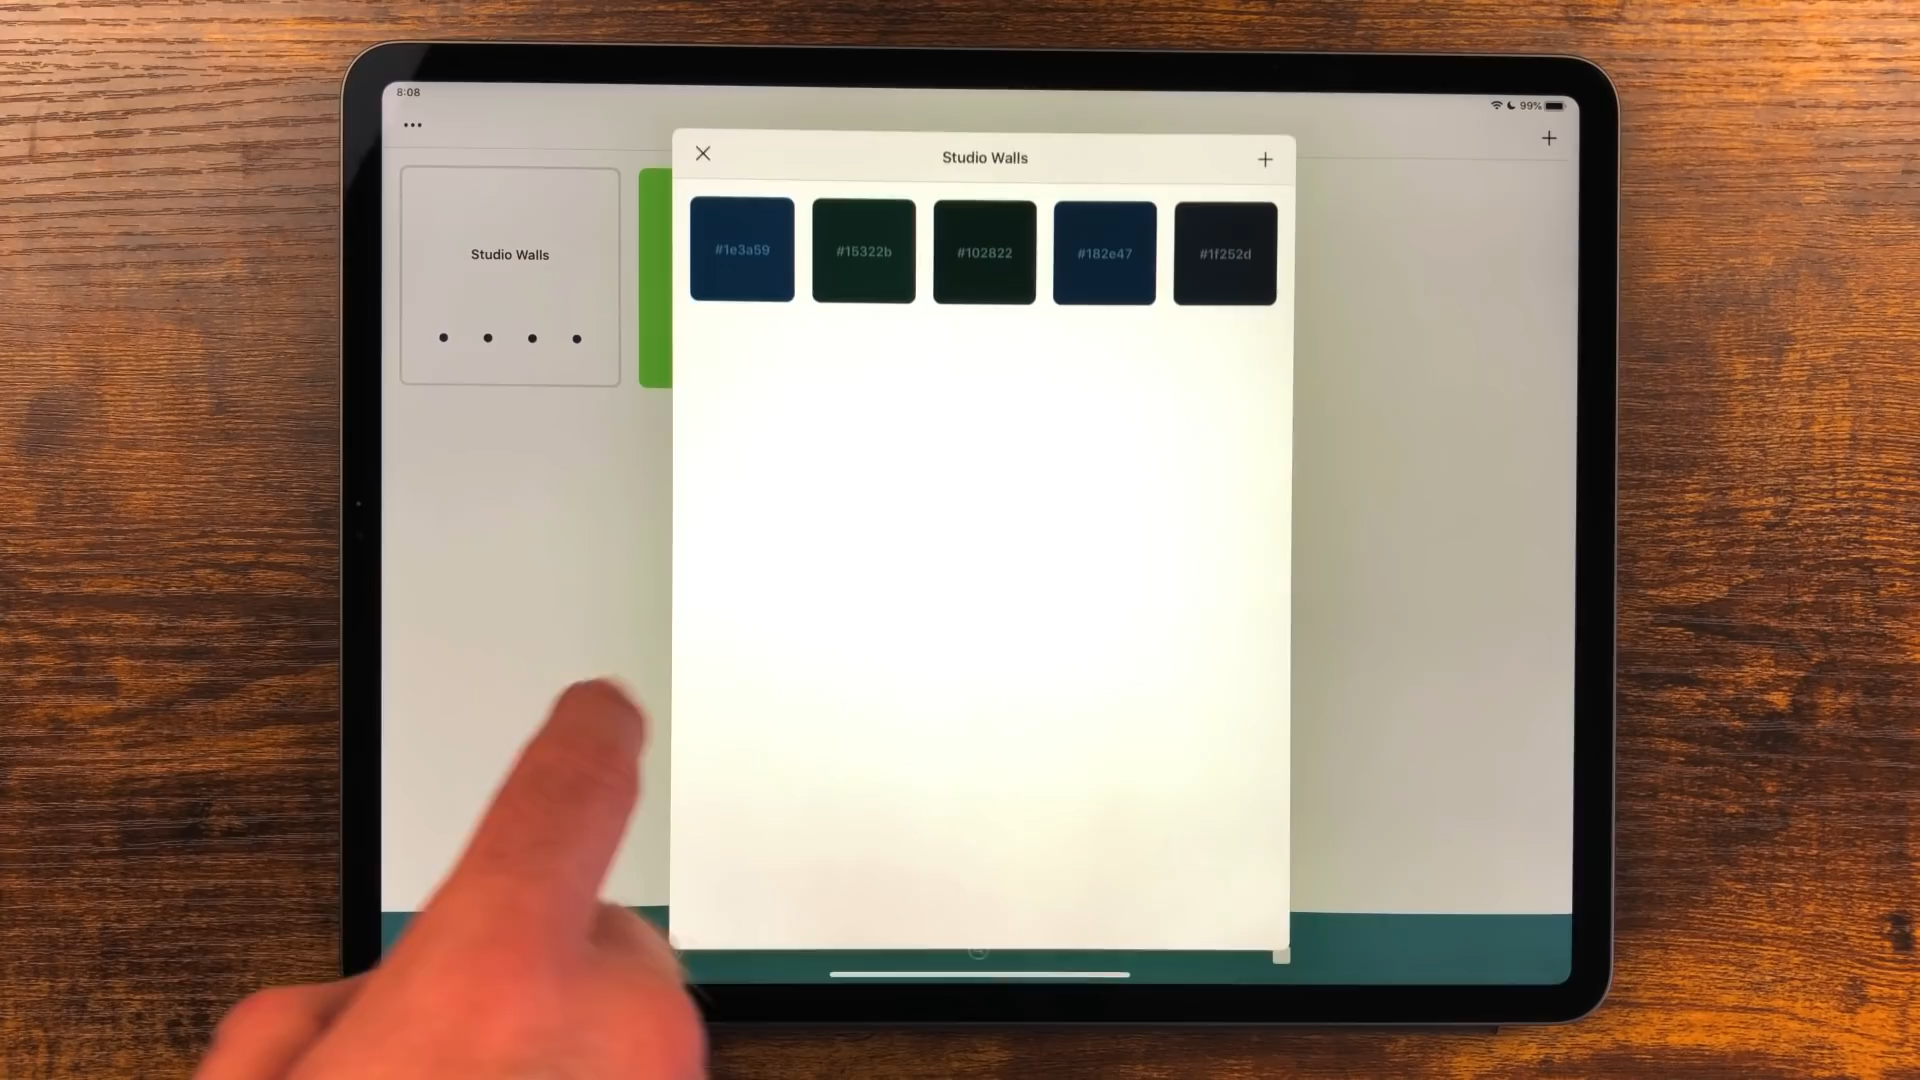 8:08
99%
Studio Walls
Studio Walls
#1e3a59
#15322b
#102822
#182e47
#1f252d